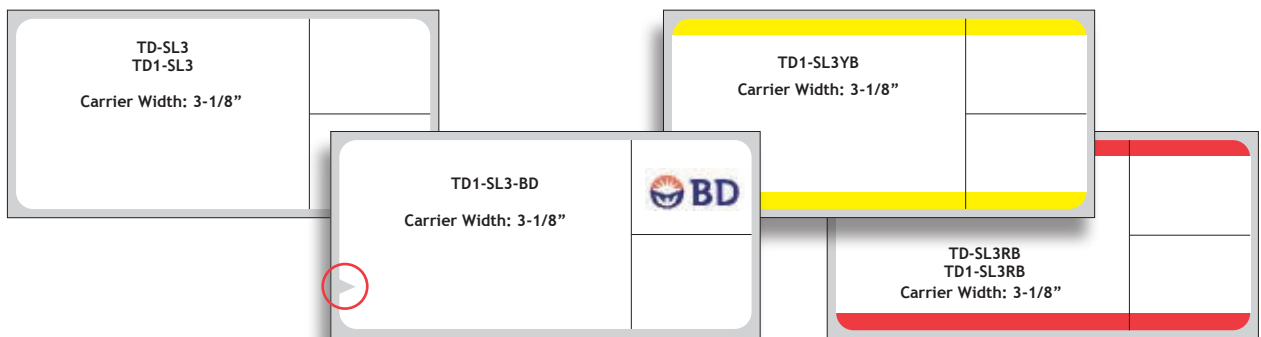 TD-SL3
TD1-SL3
Carrier Width: 3-1/8”
TD1-SL3-BD
Carrier Width: 3-1/8”
BD
TD1-SL3YB
Carrier Width: 3-1/8”
TD-SL3RB
TD1-SL3RB
Carrier Width: 3-1/8”